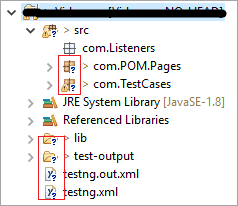 > src
com.Listeners
> com.POM.Pages
> com.TestCases
JRE System Library [JavaSE-1.8]
Referenced Libraries
> lib
> test-output
testng.out.xml
testng.xml